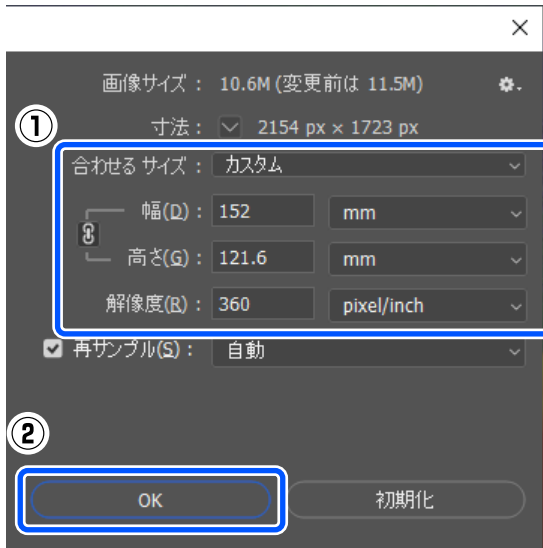 画像サイズ： 10.6M (変更前は 11.5M)
①
寸法： 2154 px × 1723 px
合わせる サイズ： カスタム
幅(D)： 152 mm
高さ(G)： 121.6 mm
解像度(R)： 360 pixel/inch
再サンプル(S)： 自動
②
OK 初期化